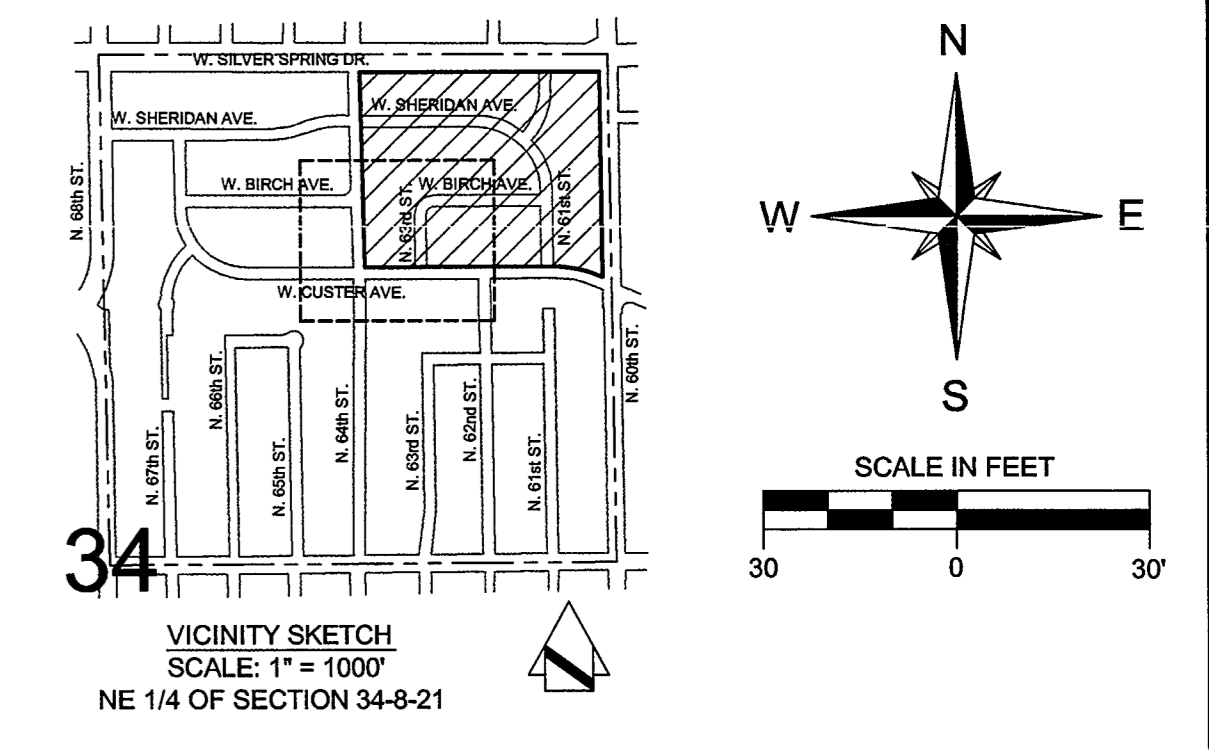 W. SILVER SPRING DR.
W. SHERIDAN AVE.
W. SHERIDAN AVE.
W. BIRCH AVE.
W. BIRCH AVE.
N. 68th ST.
N. 63rd ST.
N. 61st ST.
W. CUSTER AVE.
N. 60th ST.
N. 67th ST.
N. 66th ST.
N. 65th ST.
N. 64th ST.
N. 63rd ST.
N. 62nd ST.
N. 61st ST.
34
VICINITY SKETCH
SCALE: 1" = 1000'
NE 1/4 OF SECTION 34-8-21
N
W E
S
SCALE IN FEET
30 0 30'